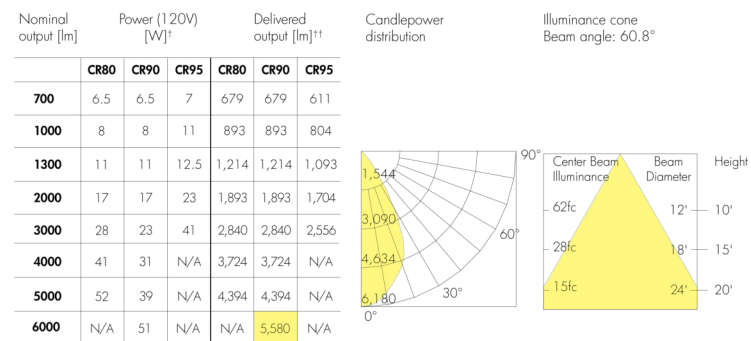 Nominal output [lm] Power (120V) [W]† Delivered output [lm]††
CR80 CR90 CR95 CR80 CR90 CR95
700 6.5 6.5 7 679 679 611
1000 8 8 11 893 893 804
1300 11 11 12.5 1,214 1,214 1,093
2000 17 17 23 1,893 1,893 1,704
3000 28 23 41 2,840 2,840 2,556
4000 41 31 N/A 3,724 3,724 N/A
5000 52 39 N/A 4,394 4,394 N/A
6000 N/A 51 N/A N/A 5,580 N/A
Candlepower
distribution
90°
1,544
3,090
60°
4,634
30°
6,180
0°
Illuminance cone
Beam angle: 60.8°
Center Beam Illuminance Beam Diameter Height
62fc 12' 10'
28fc 18' 15'
15fc 24' 20'